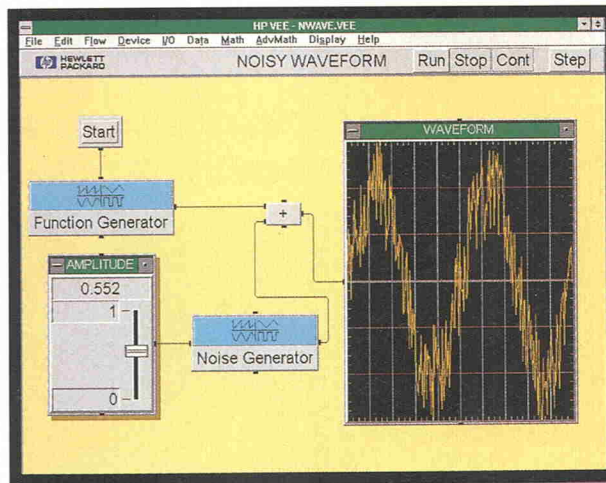 HP VEE - NWAVE.VEE
File Edit Flow Device I/O Data Math AdvMath Display Help
hp HEWLETT PACKARD NOISY WAVEFORM Run Stop Cont Step
Start
WAVEFORM
Function Generator
+
AMPLITUDE
0.552
1
Noise Generator
0